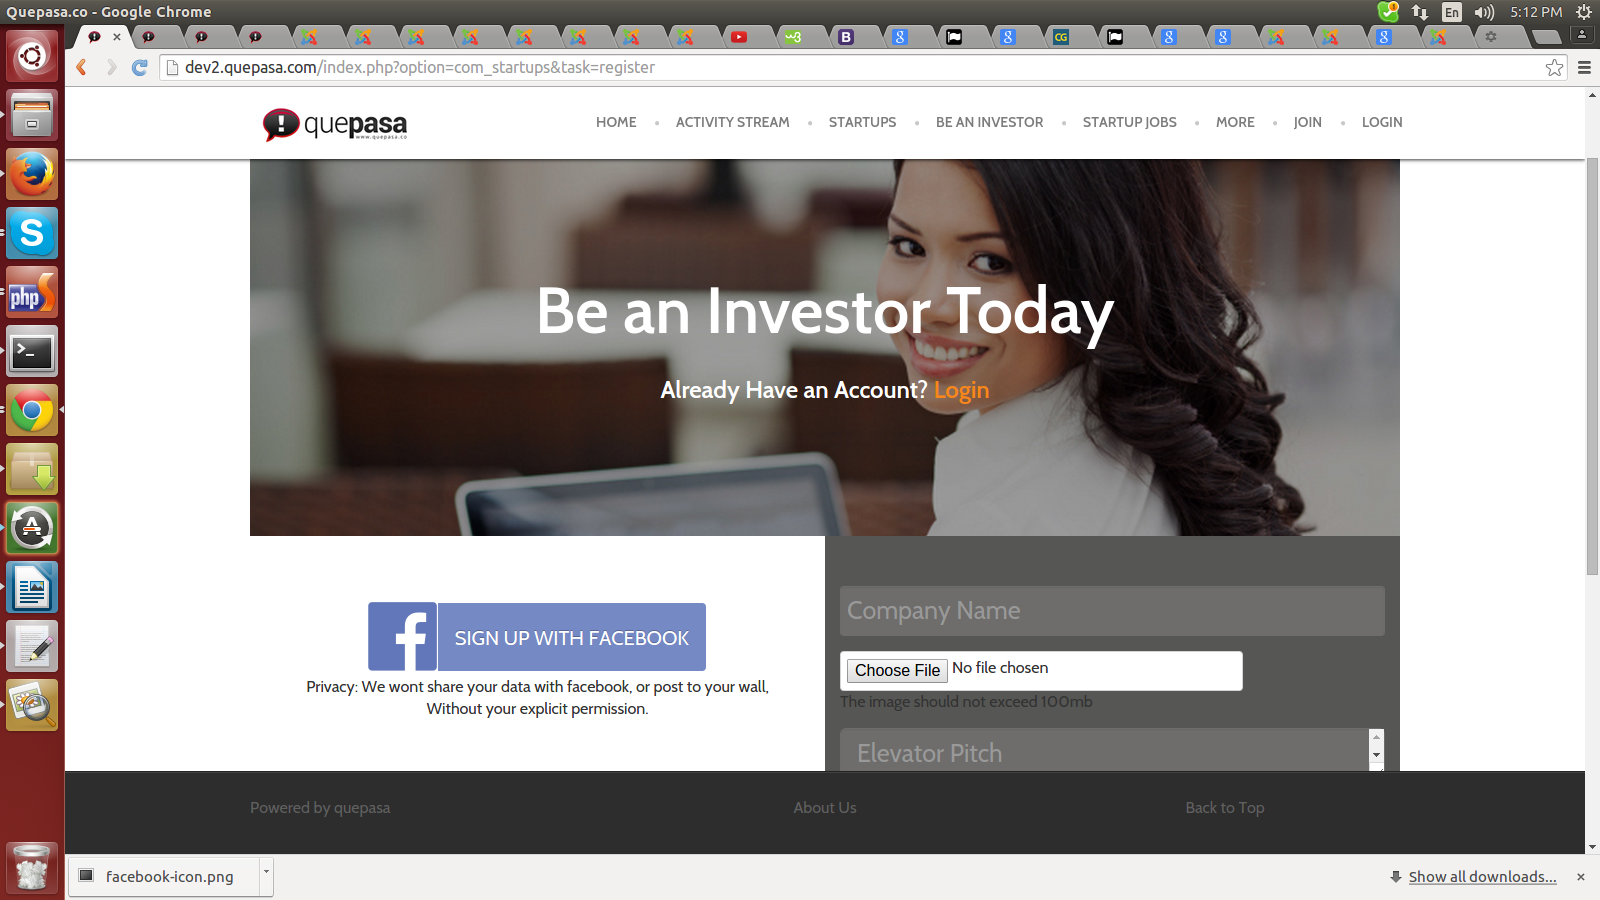 Quepasa.co - Google Chrome
En
5:12 PM
dev2.quepasa.com/index.php?option=com_startups&task=register
quepasa
www.quepasa.co
HOME • ACTIVITY STREAM • STARTUPS • BE AN INVESTOR • STARTUP JOBS • MORE • JOIN • LOGIN
Be an Investor Today
Already Have an Account? Login
SIGN UP WITH FACEBOOK
Privacy: We wont share your data with facebook, or post to your wall,
Without your explicit permission.
Company Name
Choose File No file chosen
The image should not exceed 100mb
Elevator Pitch
Powered by quepasa
About Us
Back to Top
facebook-icon.png
Show all downloads...